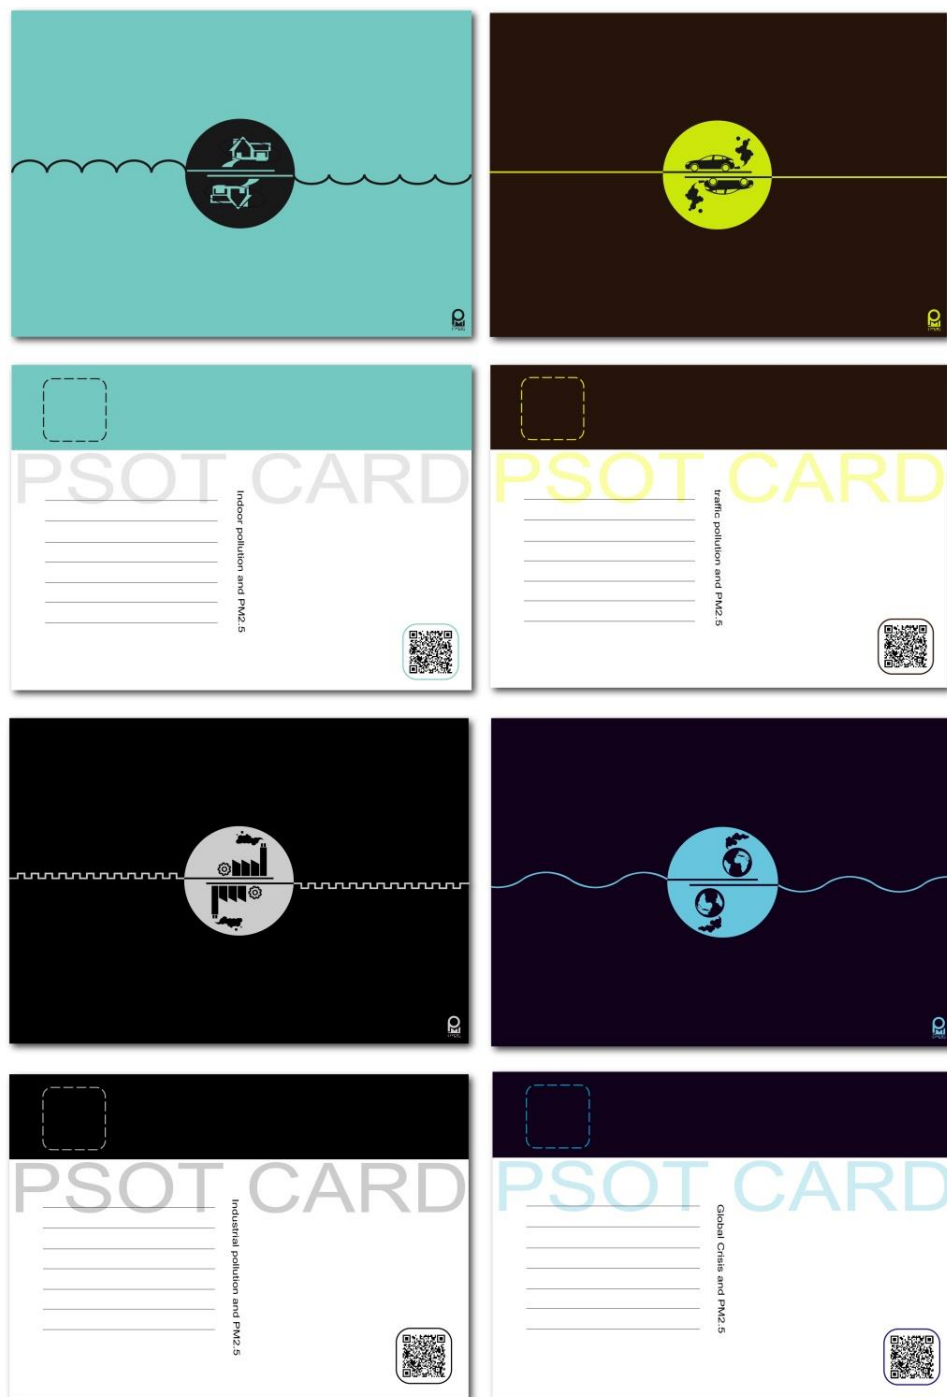 PSOT CARD
Indoor pollution and PM2.5
PSOT CARD
traffic pollution and PM2.5
PSOT CARD
Industrial pollution and PM2.5
PSOT CARD
Global Crisis and PM2.5